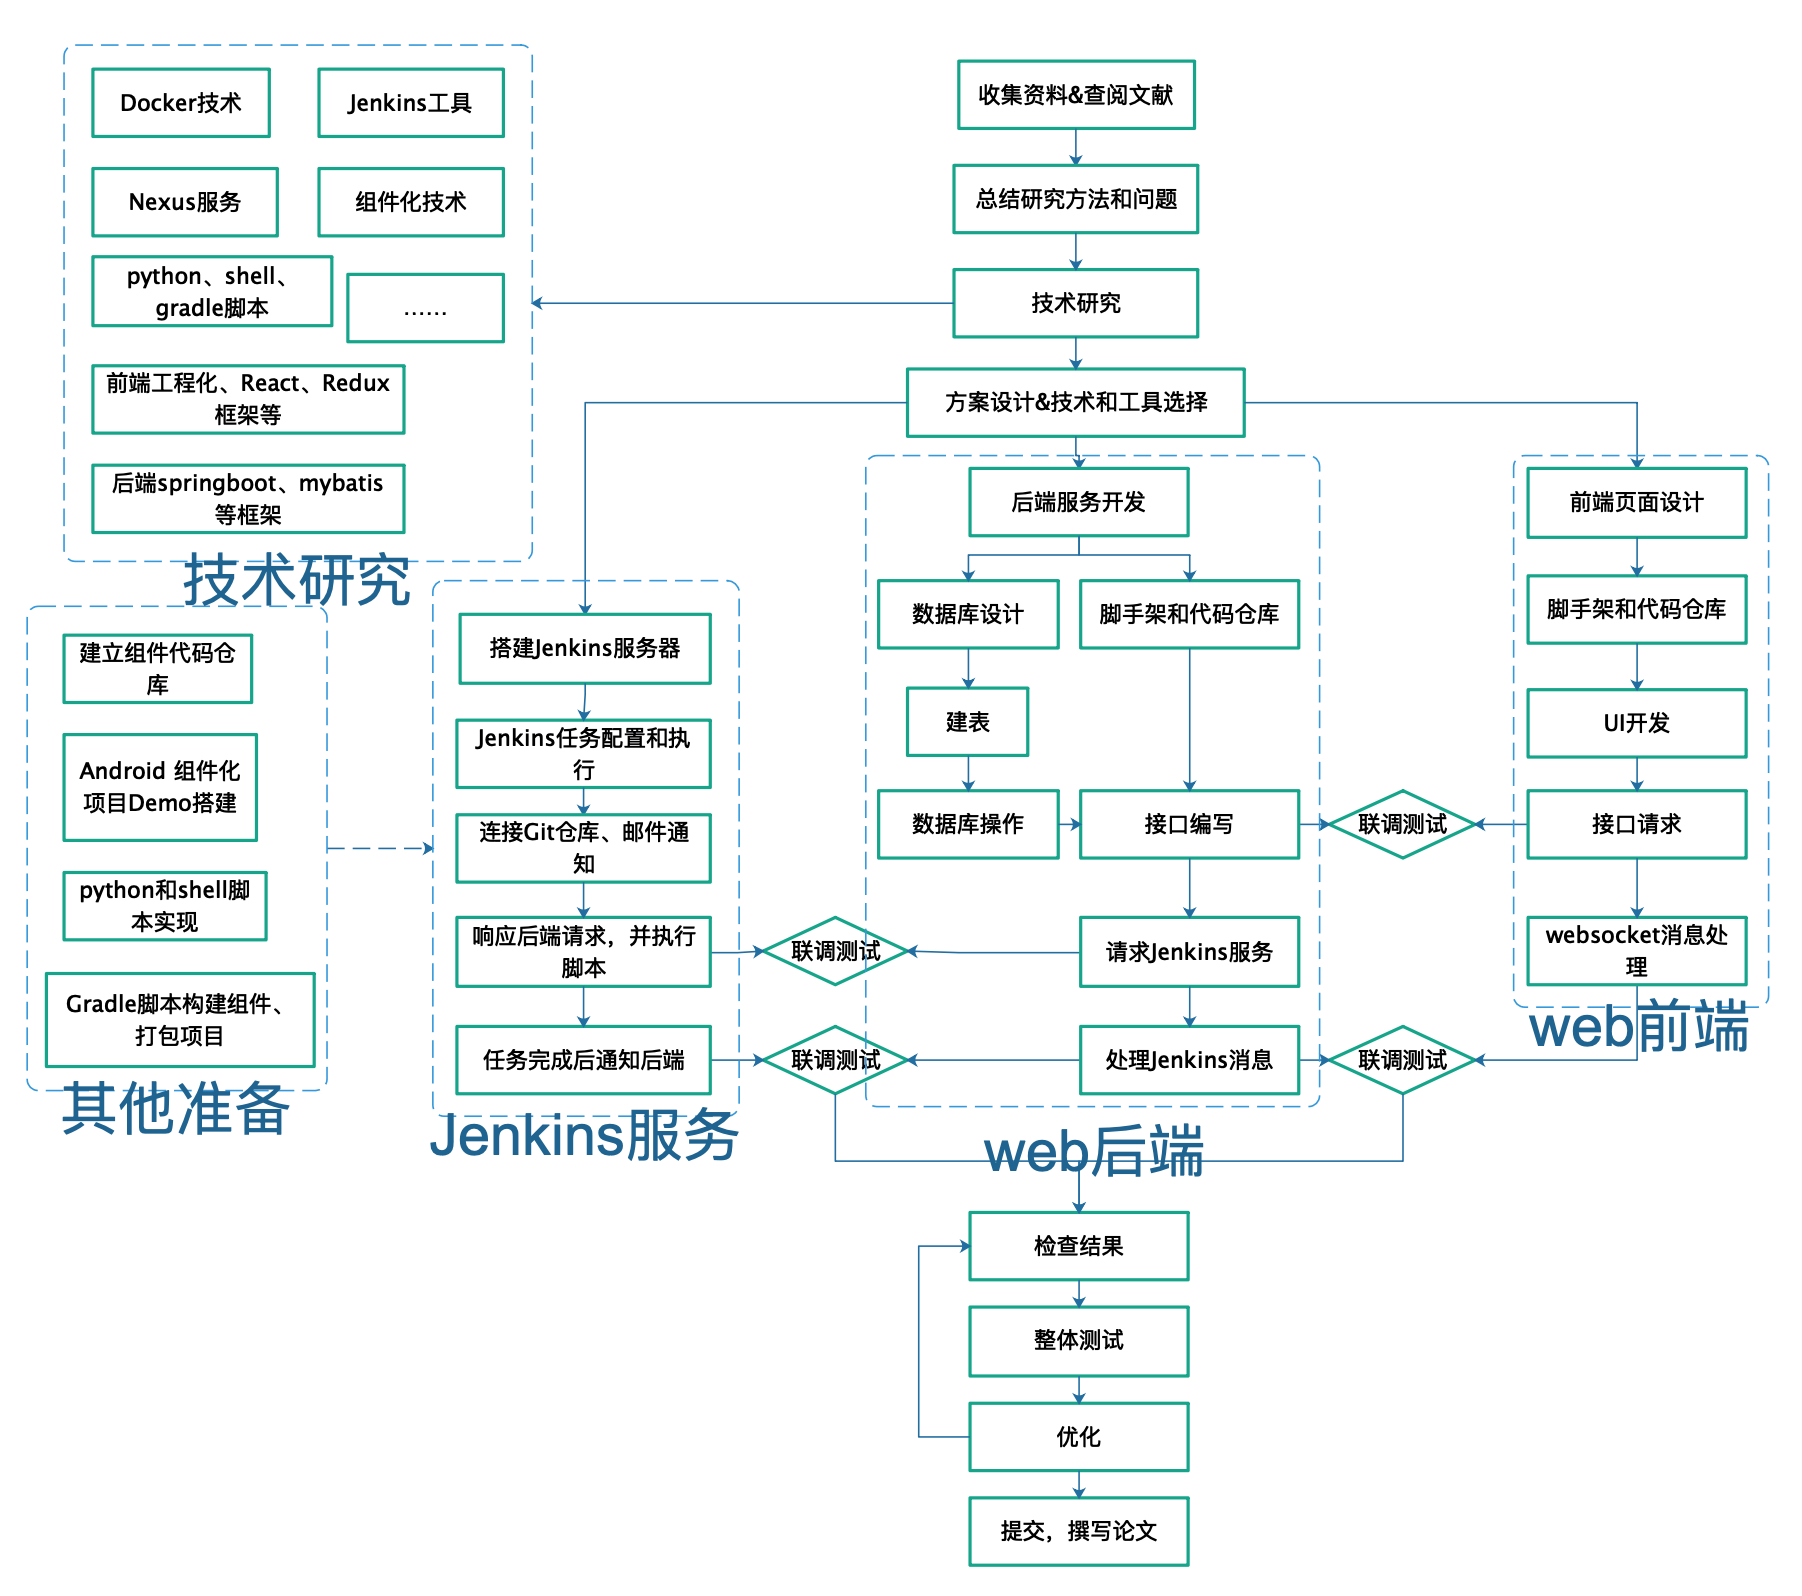 Docker技术
Jenkins工具
Nexus服务
组件化技术
python、shell、
gradle脚本
……
前端工程化、React、Redux
框架等
后端springboot、mybatis
等框架
技术研究
收集资料&查阅文献
总结研究方法和问题
技术研究
方案设计&技术和工具选择
建立组件代码仓
库
Android 组件化
项目Demo搭建
python和shell脚
本实现
Gradle脚本构建组件、
打包项目
其他准备
搭建Jenkins服务器
Jenkins任务配置和执
行
连接Git仓库、邮件通
知
响应后端请求，并执行
脚本
任务完成后通知后端
Jenkins服务
联调测试
联调测试
后端服务开发
数据库设计
脚手架和代码仓库
建表
数据库操作
接口编写
请求Jenkins服务
处理Jenkins消息
web后端
联调测试
联调测试
前端页面设计
脚手架和代码仓库
UI开发
接口请求
websocket消息处
理
web前端
检查结果
整体测试
优化
提交，撰写论文